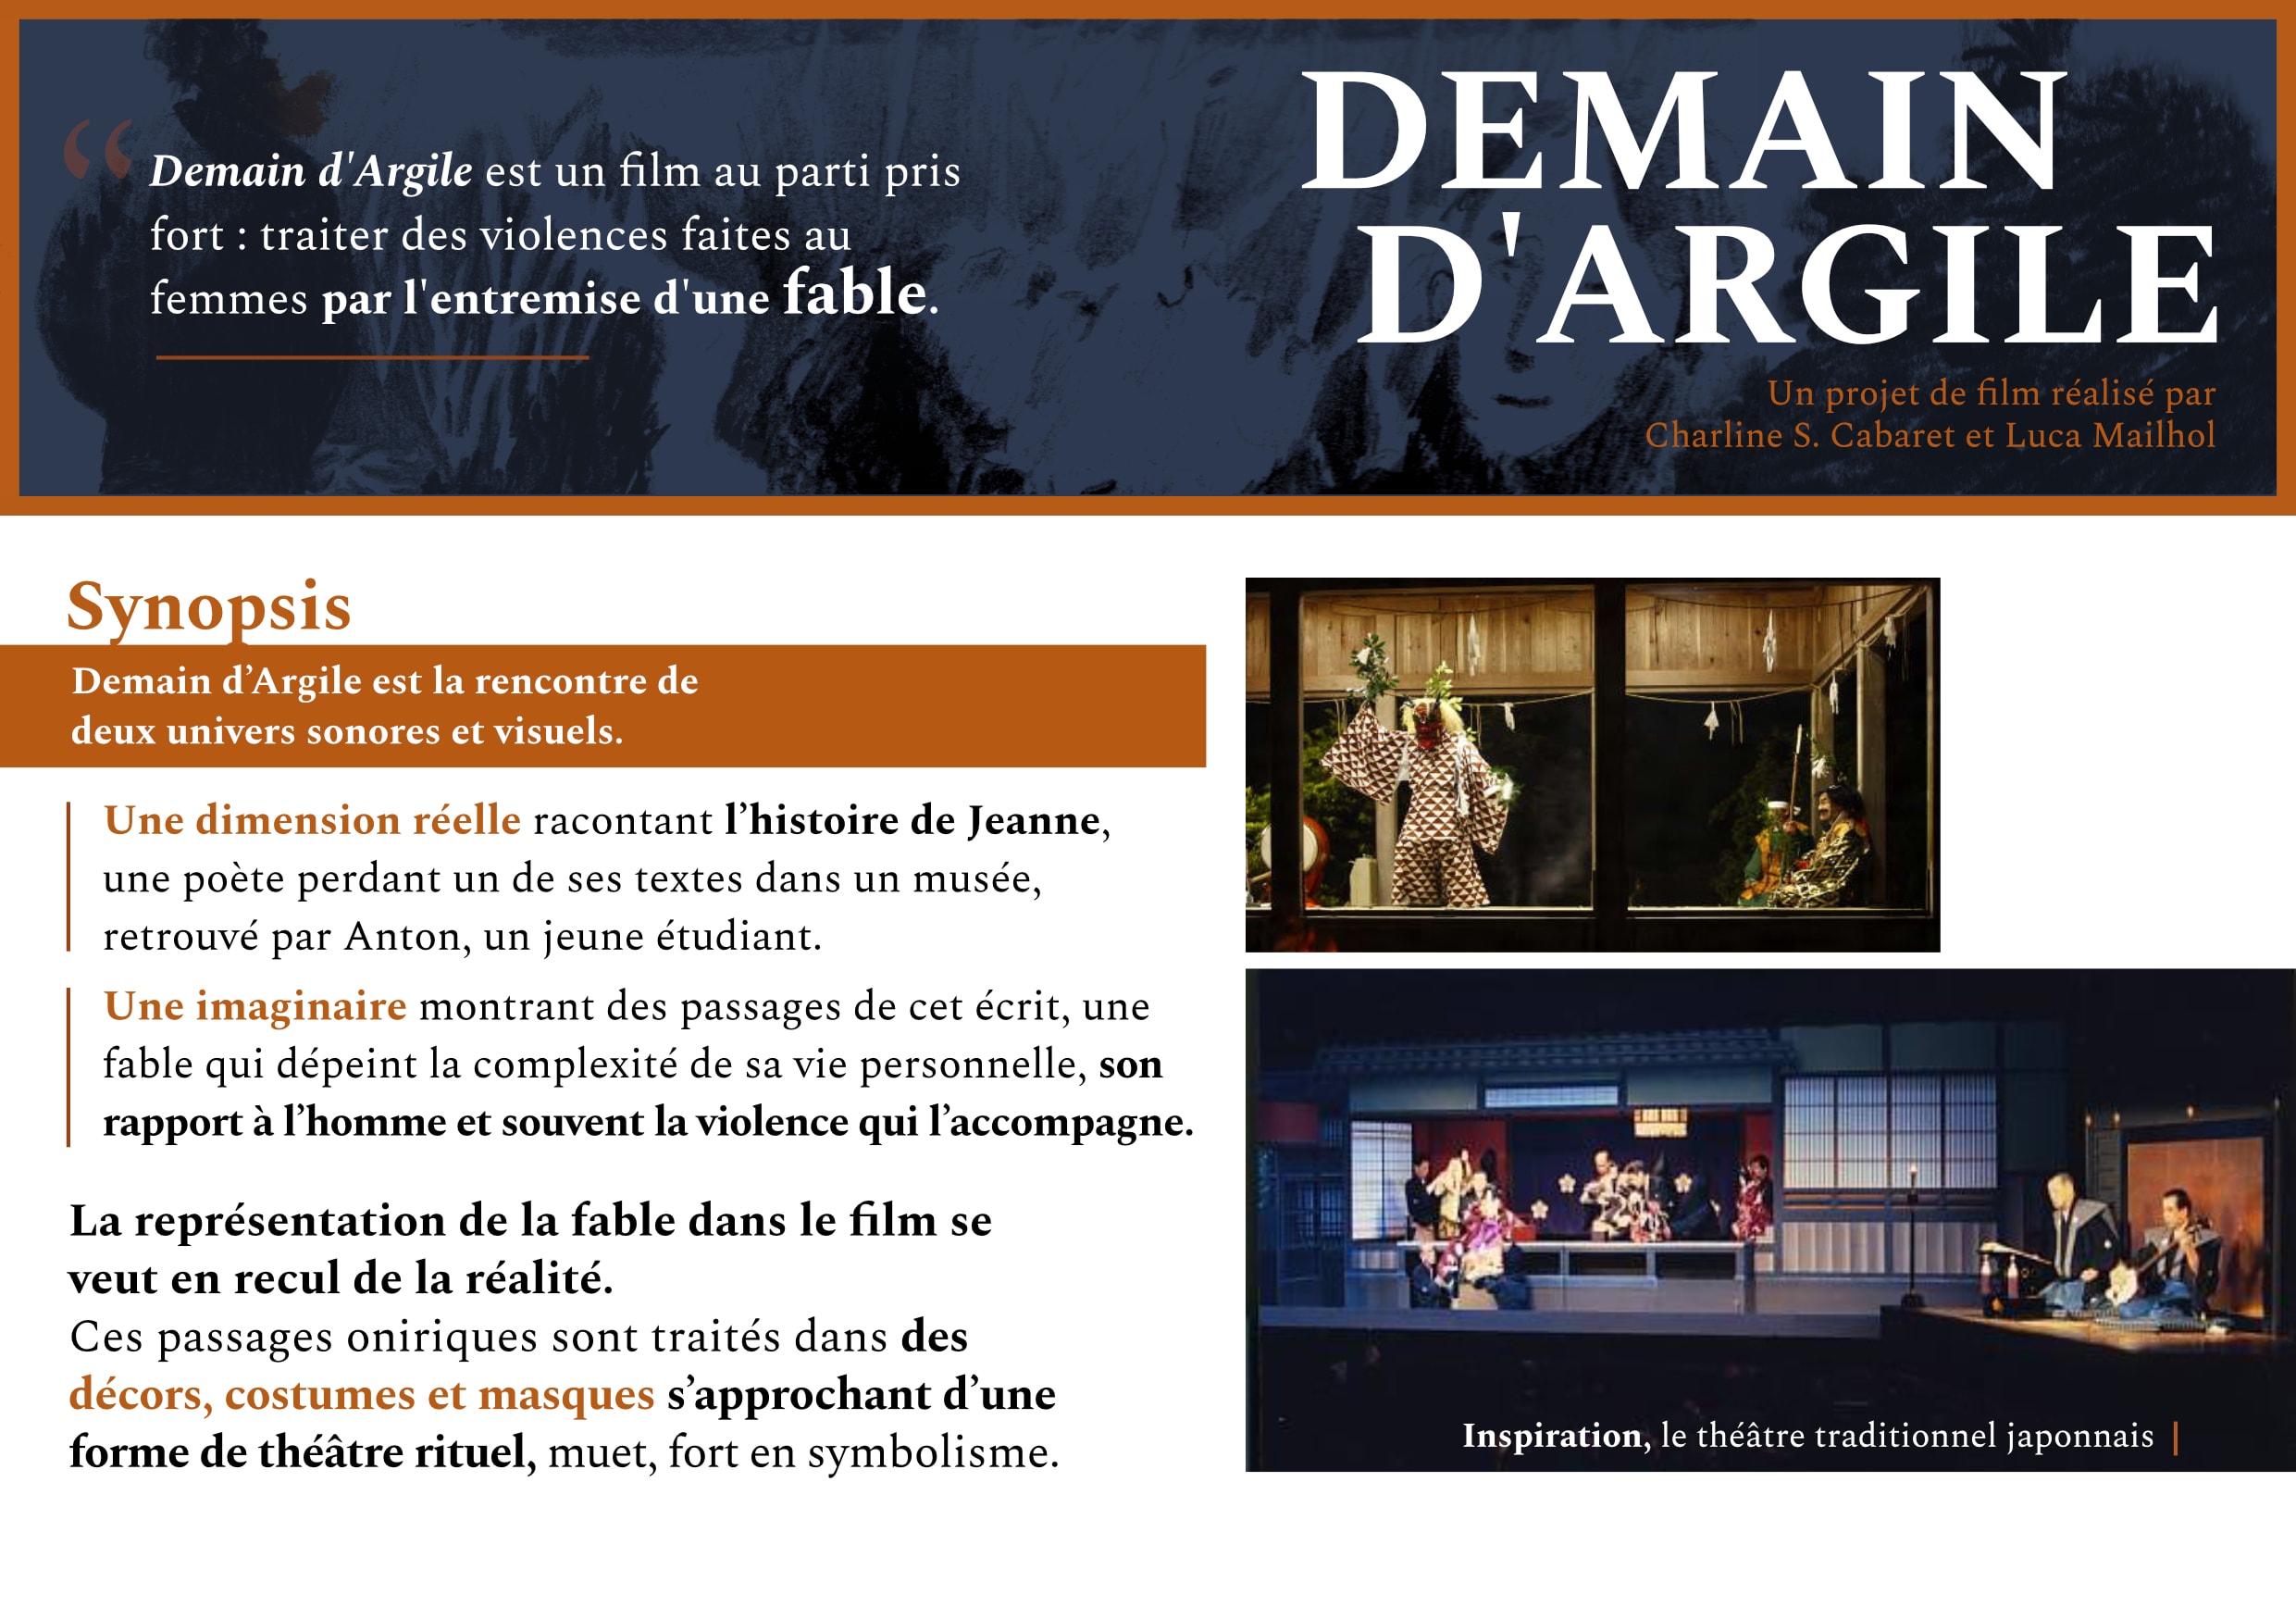 “
Demain d'Argile est un film au parti pris
fort : traiter des violences faites au
femmes par l'entremise d'une fable.
DEMAIN
D'ARGILE
Un projet de film réalisé par
Charline S. Cabaret et Luca Mailhol
Synopsis
Demain d’Argile est la rencontre de
deux univers sonores et visuels.
Une dimension réelle racontant l’histoire de Jeanne,
une poète perdant un de ses textes dans un musée,
retrouvé par Anton, un jeune étudiant.
Une imaginaire montrant des passages de cet écrit, une
fable qui dépeint la complexité de sa vie personnelle, son
rapport à l’homme et souvent la violence qui l’accompagne.
La représentation de la fable dans le film se
veut en recul de la réalité.
Ces passages oniriques sont traités dans des
décors, costumes et masques s’approchant d’une
forme de théâtre rituel, muet, fort en symbolisme.
Inspiration, le théâtre traditionnel japonnais